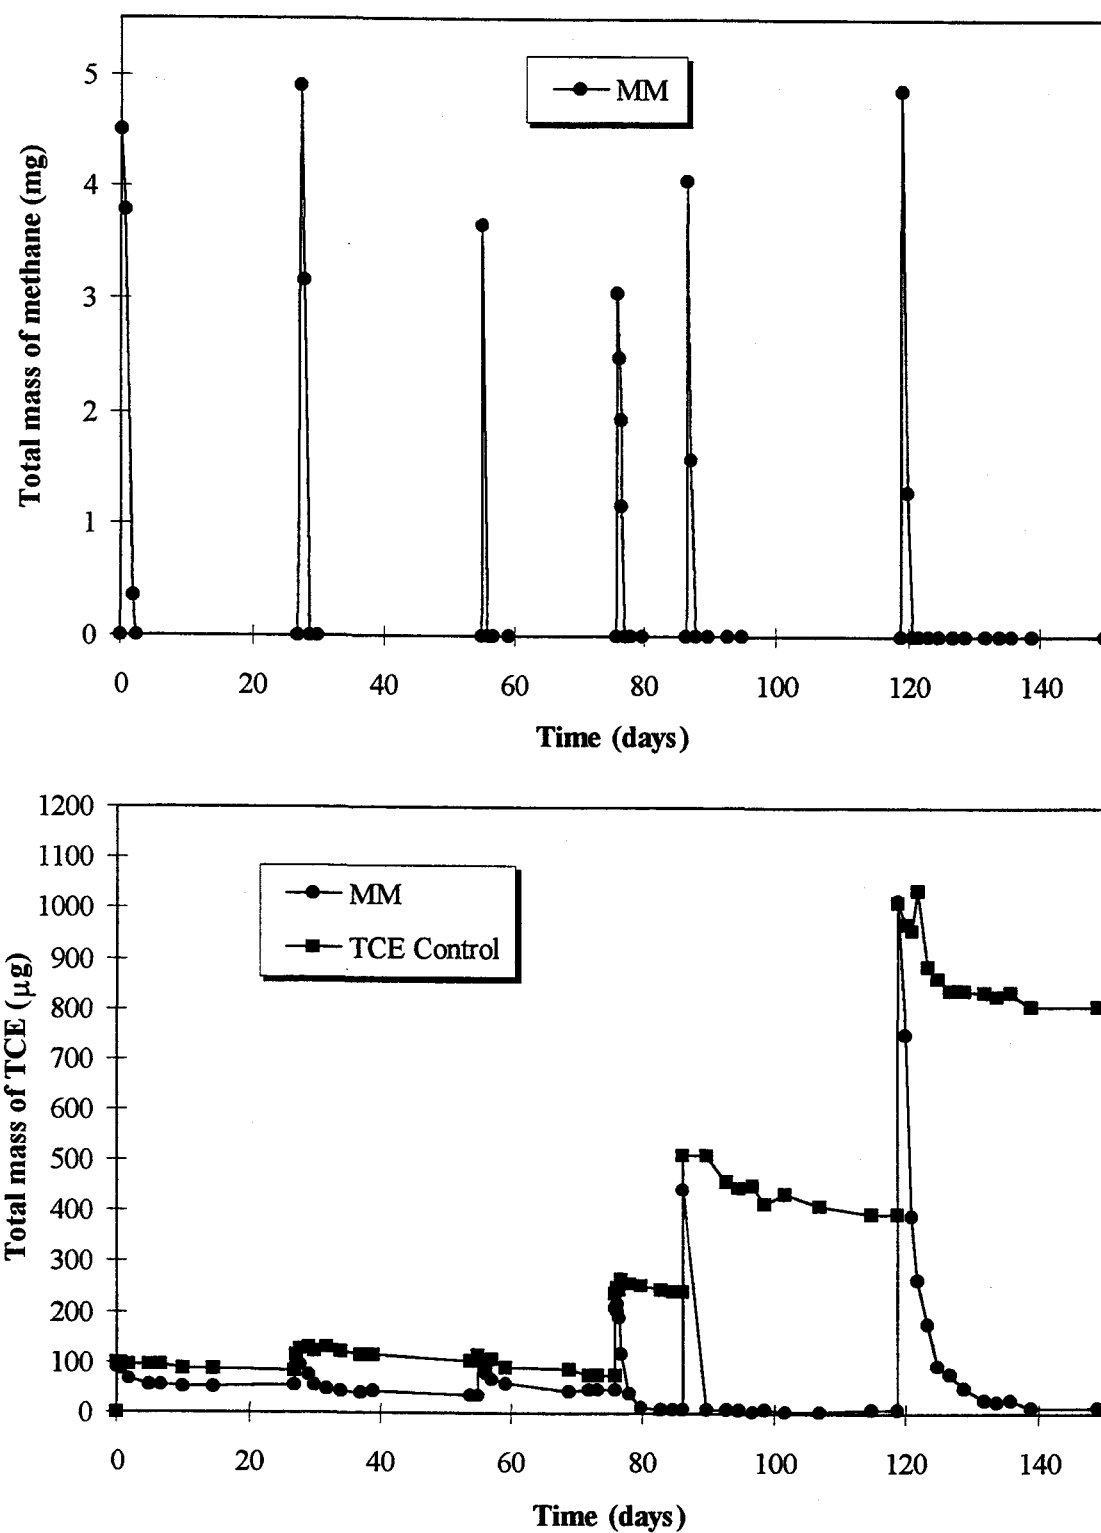 5
4
3
2
1
0
Total mass of methane (mg)
MM
0 20 40 60 80 100 120 140
Time (days)
1200
1100
1000
900
800
700
600
500
400
300
200
100
0
Total mass of TCE (μg)
MM
TCE Control
0 20 40 60 80 100 120 140
Time (days)